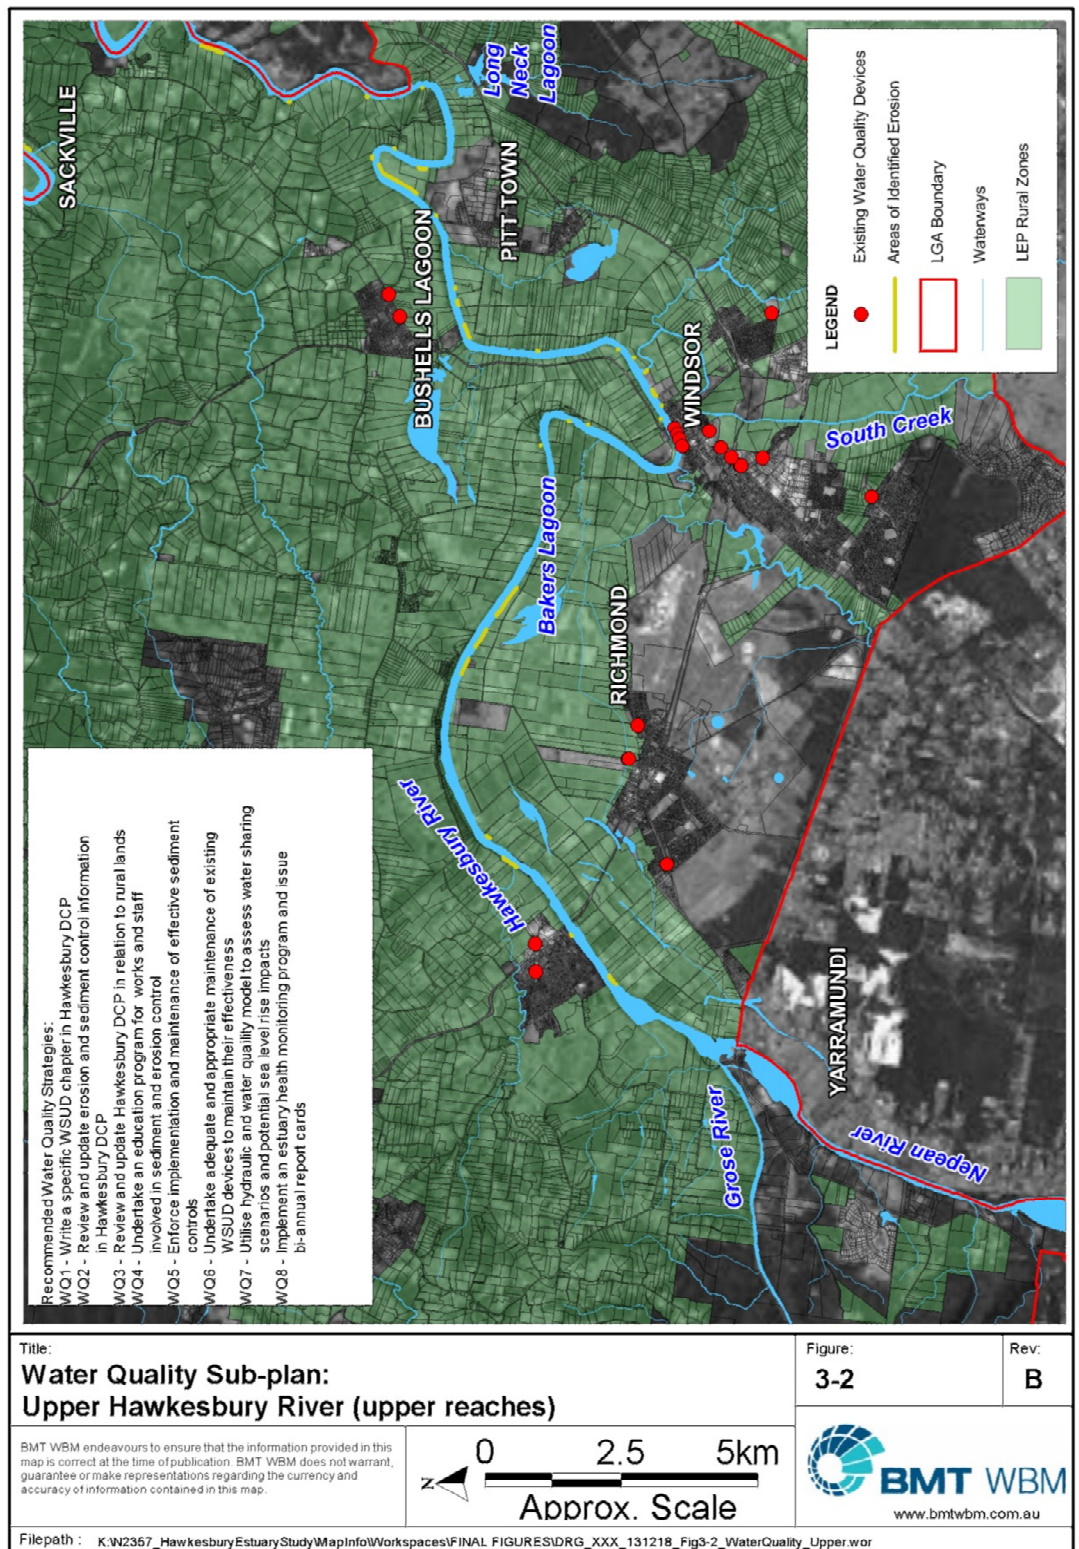 Recommended Water Quality Strategies:
WQ1 - Write a specific WSUD chapter in Hawkesbury DCP
WQ2 - Review and update erosion and sediment control information
in Hawkesbury DCP
WQ3 - Review and update Hawkesbury DCP in relation to rural lands
WQ4 - Undertake an education program for works and staff
involved in sediment and erosion control
WQ5 - Enforce implementation and maintenance of effective sediment
controls
WQ6 - Undertake adequate and appropriate maintenance of existing
WSUD devices to maintain their effectiveness
WQ7 - Utilise hydraulic and water quality model to assess water sharing
scenarios and potential sea level rise impacts
WQ8 - Implement an estuary health monitoring program and issue
bi-annual report cards
SACKVILLE
Long
Neck
Lagoon
PITT TOWN
BUSHELLS LAGOON
WINDSOR
South Creek
Bakers Lagoon
RICHMOND
Hawkesbury River
YARRAMUNDI
Grose River
Nepean River
LEGEND
Existing Water Quality Devices
Areas of Identified Erosion
LGA Boundary
Waterways
LEP Rural Zones
Title:
Water Quality Sub-plan:
Upper Hawkesbury River (upper reaches)
Figure:
3-2
Rev:
B
BMT WBM endeavours to ensure that the information provided in this
map is correct at the time of publication. BMT WBM does not warrant,
guarantee or make representations regarding the currency and
accuracy of information contained in this map.
N
0 2.5 5km
Approx. Scale
BMT WBM
www.bmtwbm.com.au
Filepath : K:\N2357_HawkesburyEstuaryStudy\MapInfo\Workspaces\FINAL FIGURES\DRG_XXX_131218_Fig3-2_WaterQuality_Upper.wor